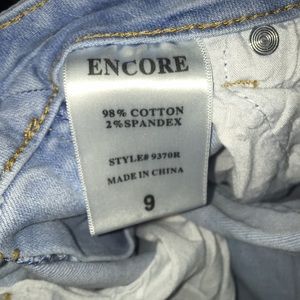 ENCORE
98% COTTON
2% SPANDEX
STYLE# 9370R
MADE IN CHINA
9